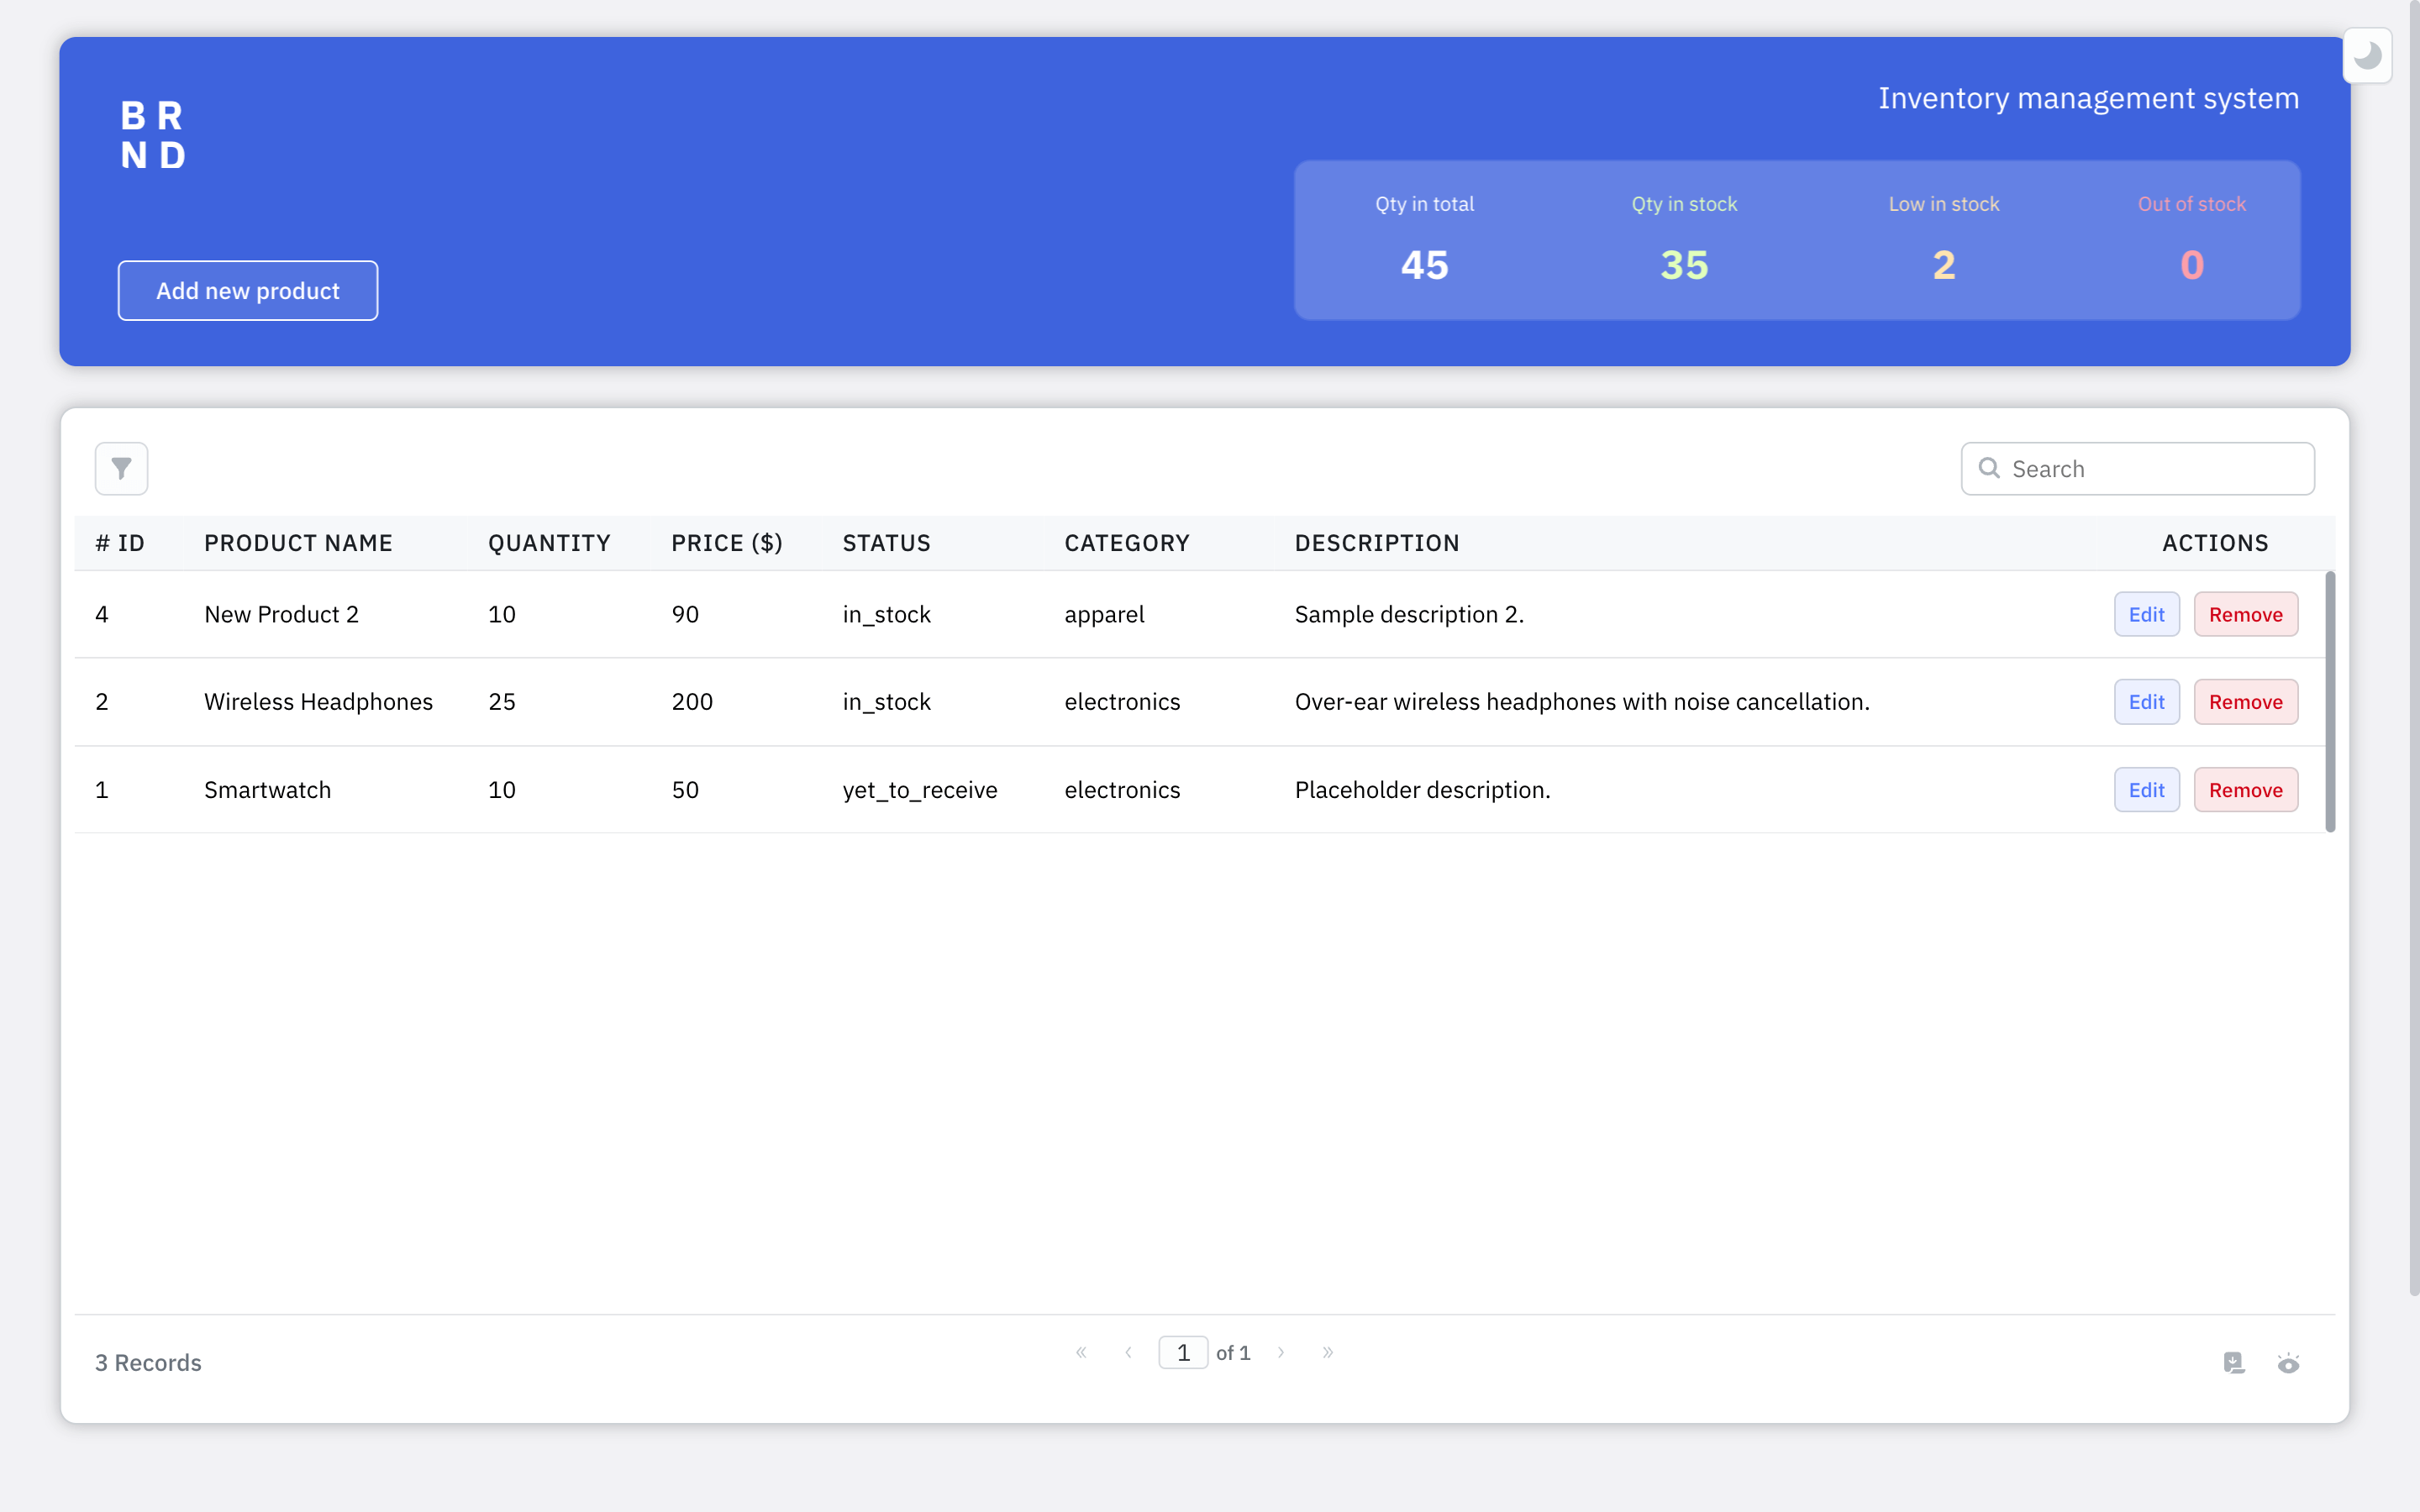 B R
N D
Inventory management system
Add new product
Qty in total Qty in stock Low in stock Out of stock
45 35 2 0
Search
# ID PRODUCT NAME QUANTITY PRICE ($) STATUS CATEGORY DESCRIPTION ACTIONS
4 New Product 2 10 90 in_stock apparel Sample description 2. Edit Remove
2 Wireless Headphones 25 200 in_stock electronics Over-ear wireless headphones with noise cancellation. Edit Remove
1 Smartwatch 10 50 yet_to_receive electronics Placeholder description. Edit Remove
3 Records « ‹ 1 of 1 › »